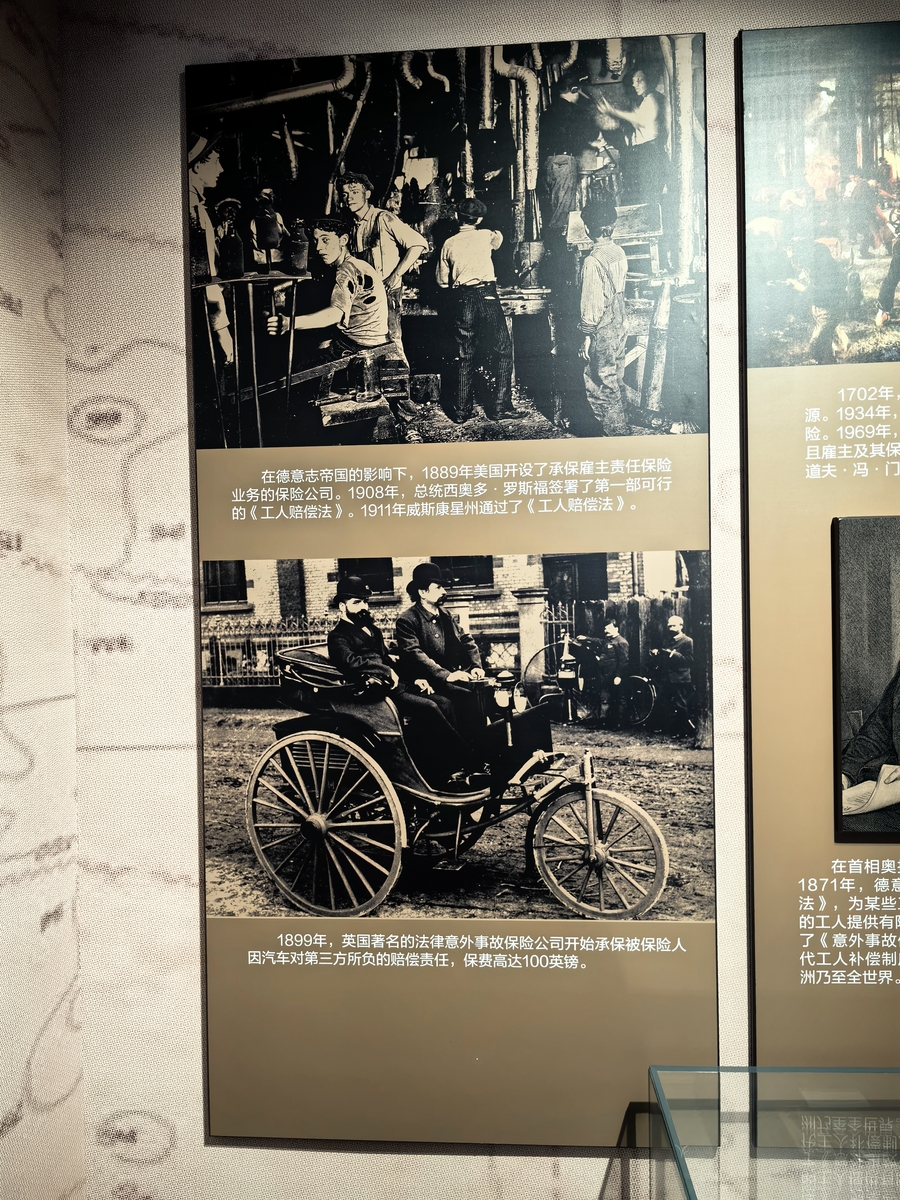 在德意志帝国的影响下，1889年美国开设了承保雇主责任保险
业务的保险公司。1908年，总统西奥多·罗斯福签署了第一部可行
的《工人赔偿法》。1911年威斯康星州通过了《工人赔偿法》。
1899年，英国著名的法律意外事故保险公司开始承保被保险人
因汽车对第三方所负的赔偿责任，保费高达100英镑。
1702年，
源。1934年，
险。1969年，
且雇主及其保
道夫·冯·门
在首相奥
1871年，德意
法》，为某些
的工人提供有限
了《意外事故
代工人补偿制
洲乃至全世界。